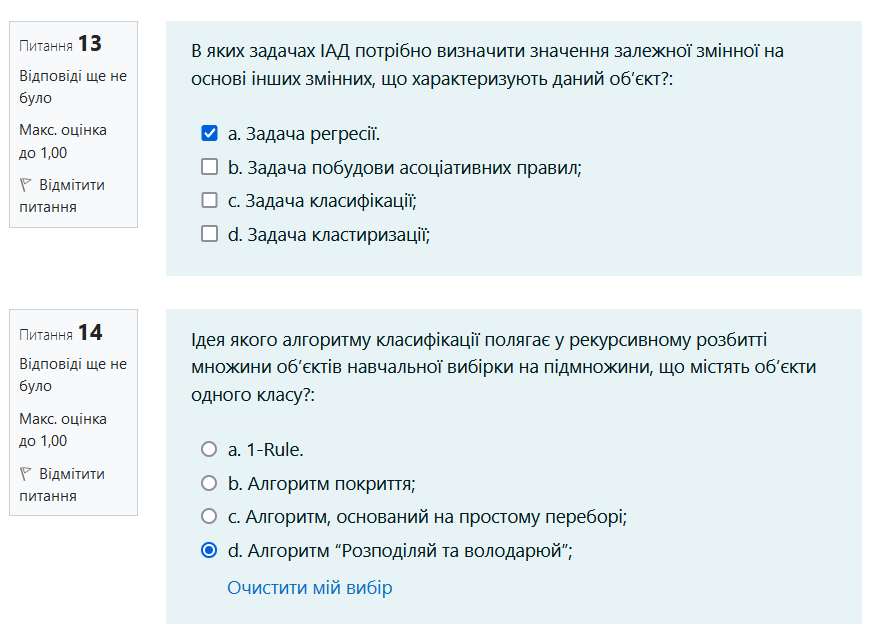 Питання 13
Відповіді ще не
було
Макс. оцінка
до 1,00
Відмітити
питання
В яких задачах ІАД потрібно визначити значення залежної змінної на
основі інших змінних, що характеризують даний об’єкт?:
a. Задача регресії.
b. Задача побудови асоціативних правил;
c. Задача класифікації;
d. Задача кластиризації;
Питання 14
Відповіді ще не
було
Макс. оцінка
до 1,00
Відмітити
питання
Ідея якого алгоритму класифікації полягає у рекурсивному розбитті
множини об’єктів навчальної вибірки на підмножини, що містять об’єкти
одного класу?:
a. 1-Rule.
b. Алгоритм покриття;
c. Алгоритм, оснований на простому переборі;
d. Алгоритм “Розподіляй та володарюй”;
Очистити мій вибір